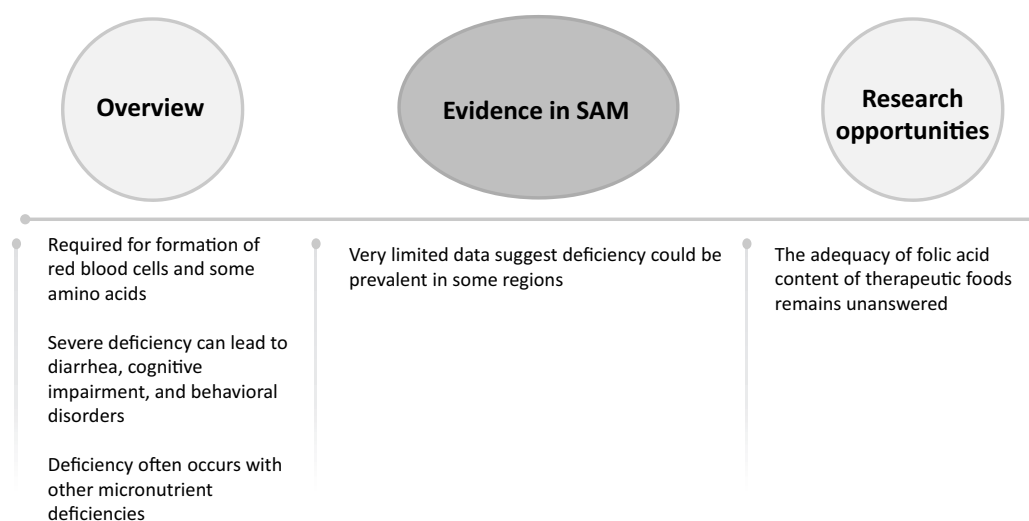 Overview
Evidence in SAM
Research
opportunities
Required for formation of
red blood cells and some
amino acids
Severe deficiency can lead to
diarrhea, cognitive
impairment, and behavioral
disorders
Deficiency often occurs with
other micronutrient
deficiencies
Very limited data suggest deficiency could be
prevalent in some regions
The adequacy of folic acid
content of therapeutic foods
remains unanswered